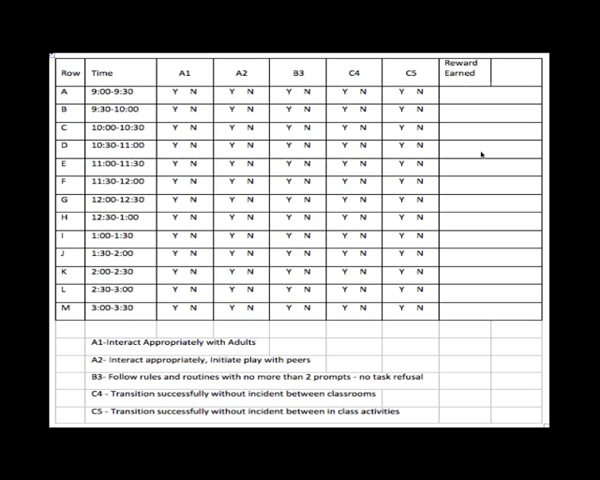 Row Time A1 A2 B3 C4 C5 Reward Earned
A 9:00-9:30 Y N Y N Y N Y N Y N
B 9:30-10:00 Y N Y N Y N Y N Y N
C 10:00-10:30 Y N Y N Y N Y N Y N
D 10:30-11:00 Y N Y N Y N Y N Y N
E 11:00-11:30 Y N Y N Y N Y N Y N
F 11:30-12:00 Y N Y N Y N Y N Y N
G 12:00-12:30 Y N Y N Y N Y N Y N
H 12:30-1:00 Y N Y N Y N Y N Y N
I 1:00-1:30 Y N Y N Y N Y N Y N
J 1:30-2:00 Y N Y N Y N Y N Y N
K 2:00-2:30 Y N Y N Y N Y N Y N
L 2:30-3:00 Y N Y N Y N Y N Y N
M 3:00-3:30 Y N Y N Y N Y N Y N
A1-Interact Appropriately with Adults
A2- Interact appropriately, Initiate play with peers
B3- Follow rules and routines with no more than 2 prompts - no task refusal
C4 - Transition successfully without incident between classrooms
C5 - Transition successfully without incident between in class activities